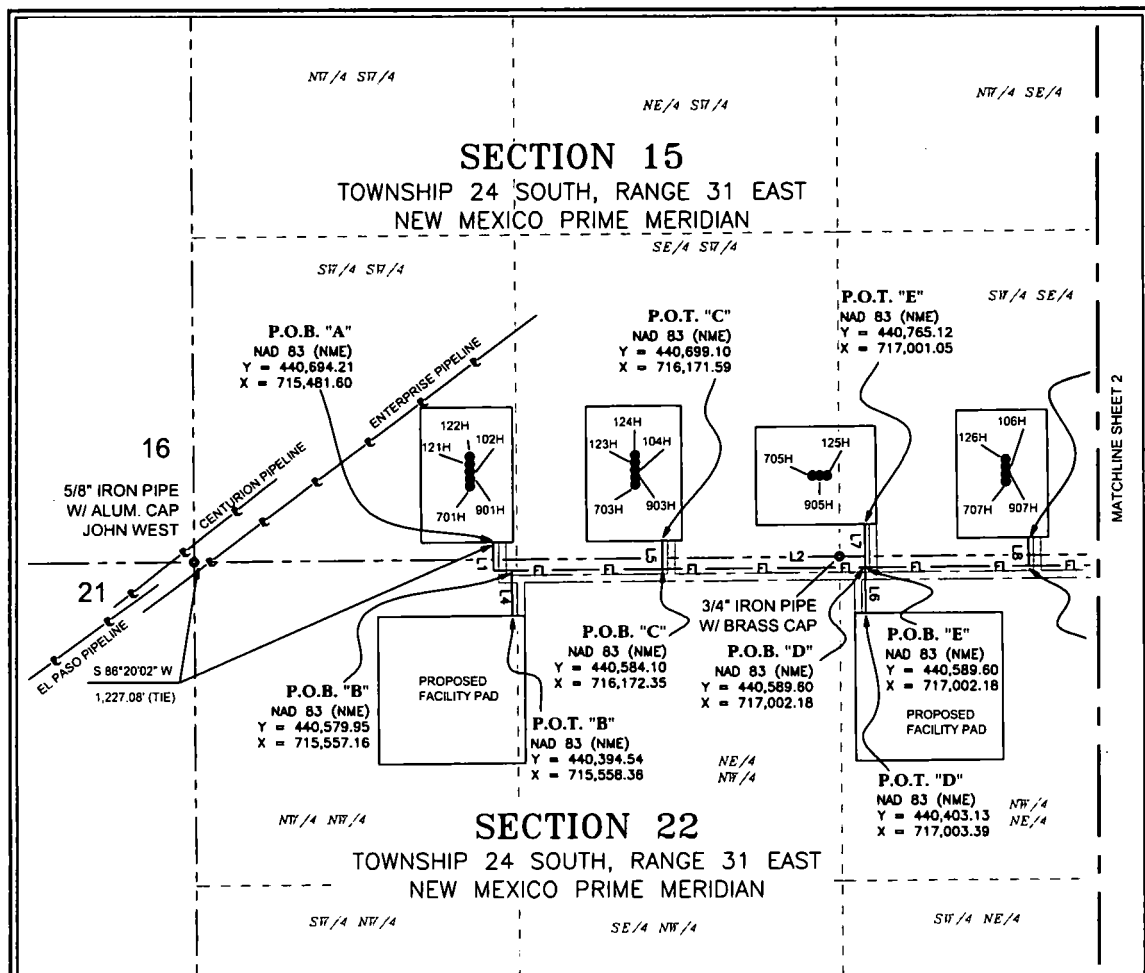 NW/4 SW/4
NE/4 SW/4
NW/4 SE/4
SECTION 15
TOWNSHIP 24 SOUTH, RANGE 31 EAST
NEW MEXICO PRIME MERIDIAN
SW/4 SW/4
SE/4 SW/4
SW/4 SE/4
P.O.B. "A"
NAD 83 (NME)
Y = 440,694.21
X = 715,481.60
P.O.T. "C"
NAD 83 (NME)
Y = 440,699.10
X = 716,171.59
P.O.T. "E"
NAD 83 (NME)
Y = 440,765.12
X = 717,001.05
ENTERPRISE PIPELINE
CENTURION PIPELINE
EL PASO PIPELINE
MATCHLINE SHEET 2
16
21
5/8" IRON PIPE
W/ ALUM. CAP
JOHN WEST
122H
121H
102H
701H
901H
124H
123H
104H
703H
903H
125H
705H
905H
106H
126H
707H
907H
L1
L5
L2
L7
L8
L4
L6
FL
FL
FL
FL
FL
FL
S 86°20'02" W
1,227.08' (TIE)
3/4" IRON PIPE
W/ BRASS CAP
P.O.B. "B"
NAD 83 (NME)
Y = 440,579.95
X = 715,557.16
PROPOSED
FACILITY PAD
P.O.T. "B"
NAD 83 (NME)
Y = 440,394.54
X = 715,558.36
P.O.B. "C"
NAD 83 (NME)
Y = 440,584.10
X = 716,172.35
P.O.B. "D"
NAD 83 (NME)
Y = 440,589.60
X = 717,002.18
P.O.B. "E"
NAD 83 (NME)
Y = 440,589.60
X = 717,002.18
PROPOSED
FACILITY PAD
P.O.T. "D"
NAD 83 (NME)
Y = 440,403.13
X = 717,003.39
NE/4
NW/4
NW/4
NE/4
NW/4 NW/4
SECTION 22
TOWNSHIP 24 SOUTH, RANGE 31 EAST
NEW MEXICO PRIME MERIDIAN
SW/4 NW/4
SE/4 NW/4
SW/4 NE/4